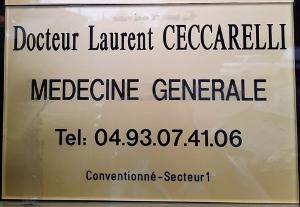 Docteur Laurent CECCARELLI
MEDECINE GENERALE
Tel: 04.93.07.41.06
Conventionné-Secteur1